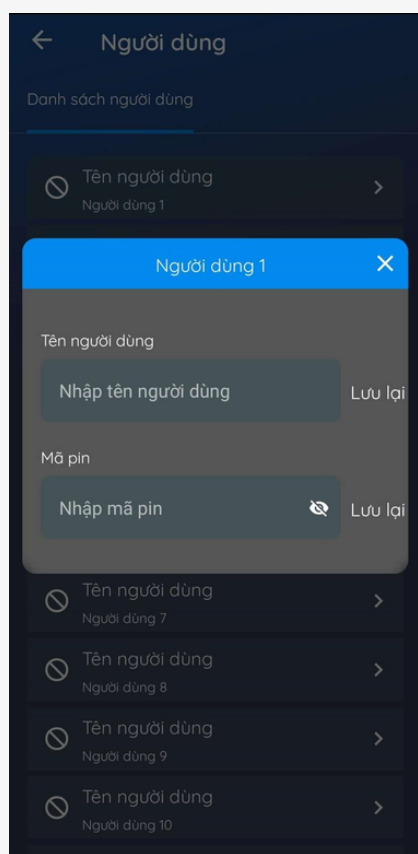 Người dùng
Danh sách người dùng
Tên người dùng
Người dùng 1
Người dùng 1
Tên người dùng
Nhập tên người dùng
Lưu lại
Mã pin
Nhập mã pin
Lưu lại
Tên người dùng
Người dùng 7
Tên người dùng
Người dùng 8
Tên người dùng
Người dùng 9
Tên người dùng
Người dùng 10